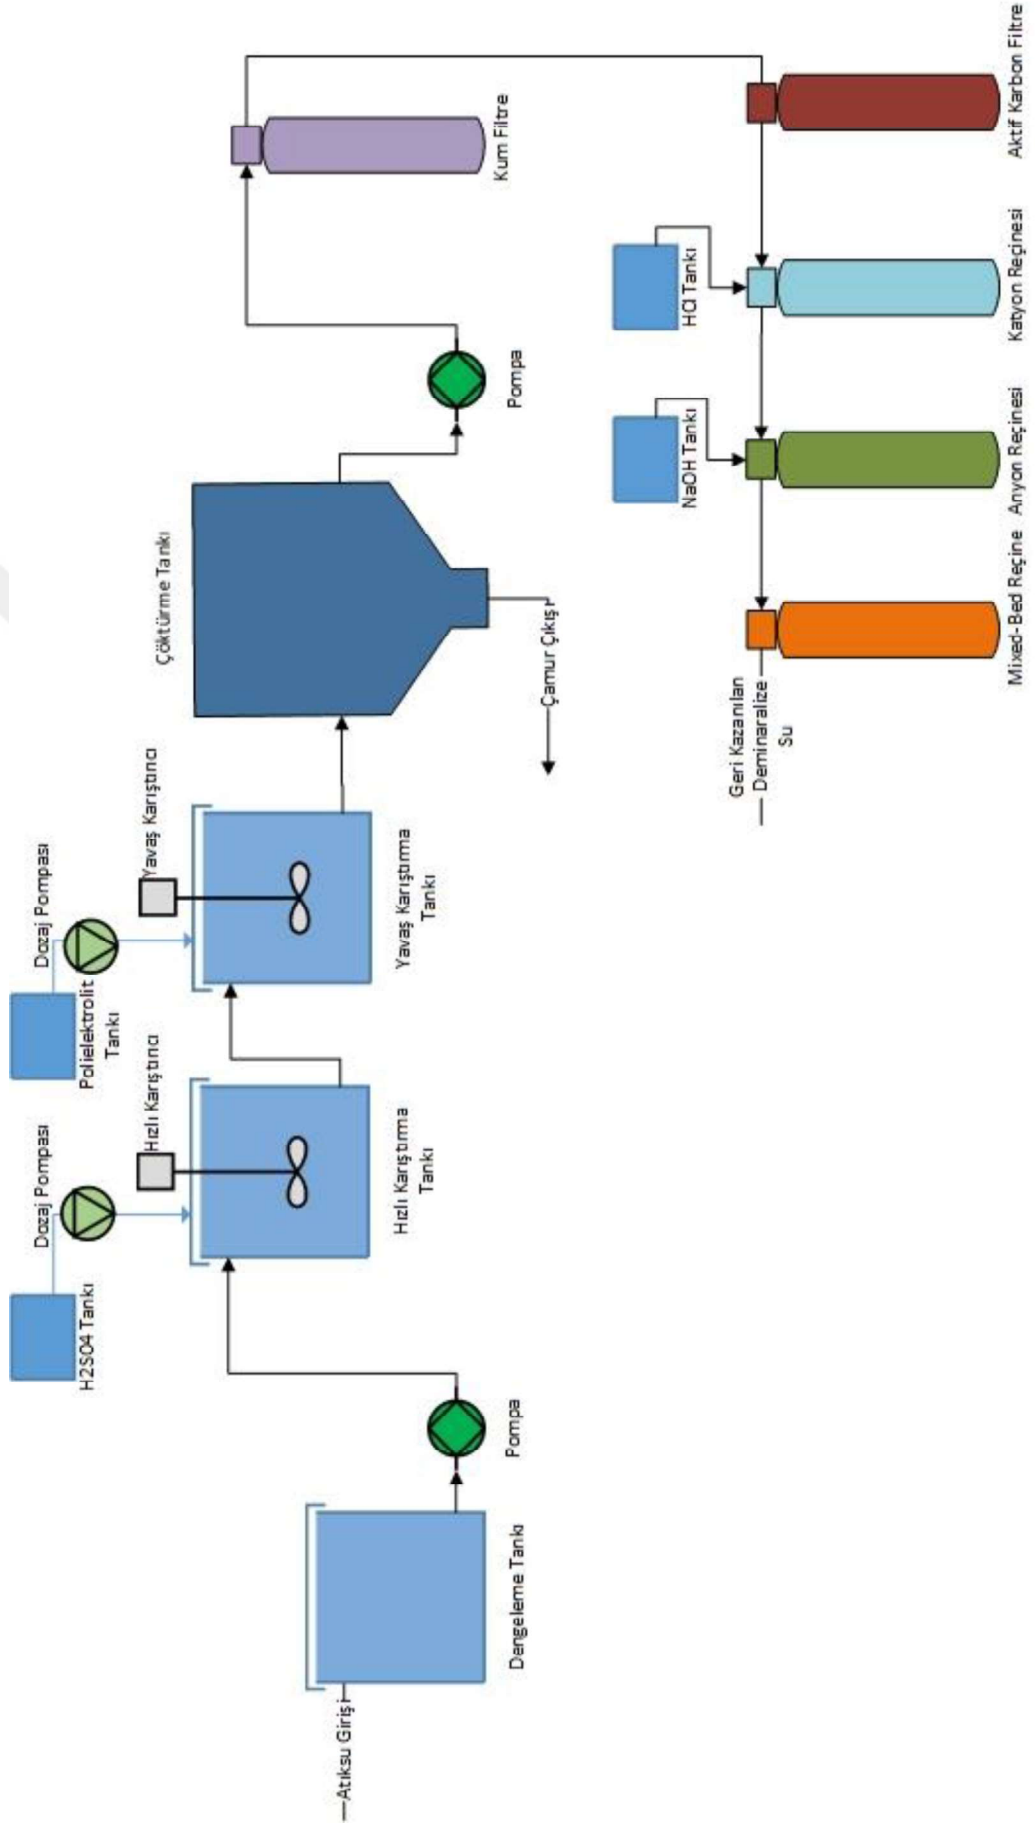 Atıksu Girişi
Dengeleme Tankı
Pompa
H2SO4 Tankı
Dozaj Pompası
Hızlı Karıştırıcı
Hızlı Karıştırma
Tankı
Polielektrolit
Tankı
Dozaj Pompası
Yavaş Karıştırıcı
Yavaş Karıştırma
Tankı
Çöktürme Tankı
Çamur Çıkışı
Pompa
Kum Filtre
Aktif Karbon Filtre
HCl Tankı
Katyon Reçinesi
NaOH Tankı
Anyon Reçinesi
Mixed-Bed Reçine
Geri Kazanılan
Deminaralize
Su